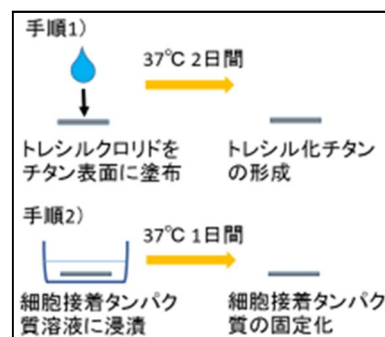 手順1)
37℃ 2日間
トレシルクロリドを
チタン表面に塗布
トレシル化チタン
の形成
手順2)
37℃ 1日間
細胞接着タンパク
質溶液に浸漬
細胞接着タンパク
質の固定化